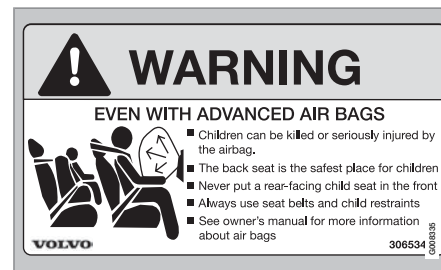 WARNING
EVEN WITH ADVANCED AIR BAGS
■ Children can be killed or seriously injured by
the airbag.
■ The back seat is the safest place for children
■ Never put a rear-facing child seat in the front
■ Always use seat belts and child restraints
■ See owner's manual for more information
about air bags
VOLVO
306534
G008335